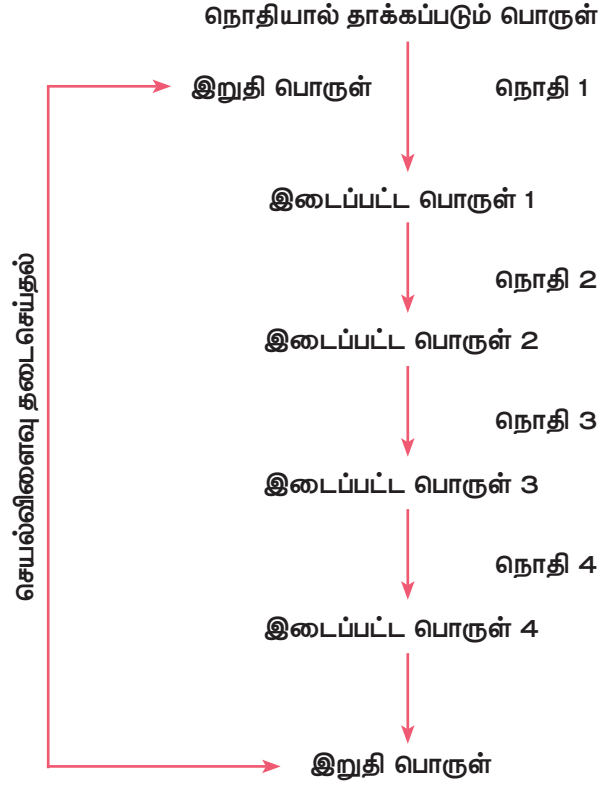 நொதியால் தாக்கப்படும் பொருள்
இறுதி பொருள்
நொதி 1
இடைப்பட்ட பொருள் 1
நொதி 2
செயல்விளைவு தடைசெய்தல்
இடைப்பட்ட பொருள் 2
நொதி 3
இடைப்பட்ட பொருள் 3
நொதி 4
இடைப்பட்ட பொருள் 4
இறுதி பொருள்